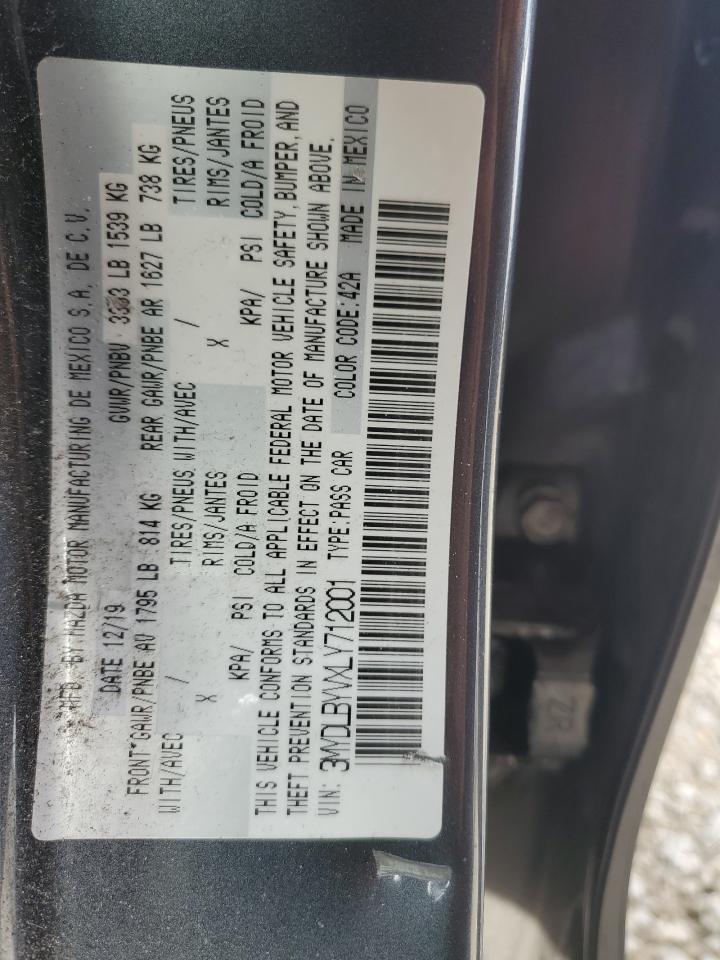 MFD. BY MAZDA MOTOR MANUFACTURING DE MEXICO S.A. DE C.V.
DATE 12/19 GVWR/PNBV 3393 LB 1539 KG
FRONT GAWR/PNBE AV 1795 LB 814 KG REAR GAWR/PNBE AR 1627 LB 738 KG
WITH/AVEC TIRES/PNEUS WITH/AVEC TIRES/PNEUS
X RIMS/JANTES / X RIMS/JANTES
KPA/ PSI COLD/A FROID KPA/ PSI COLD/A FROID
THIS VEHICLE CONFORMS TO ALL APPLICABLE FEDERAL MOTOR VEHICLE SAFETY, BUMPER, AND
THEFT PREVENTION STANDARDS IN EFFECT ON THE DATE OF MANUFACTURE SHOWN ABOVE.
VIN: 3MYDLBYVXLY712001 TYPE:PASS CAR COLOR CODE:42A MADE IN MEXICO
ZR